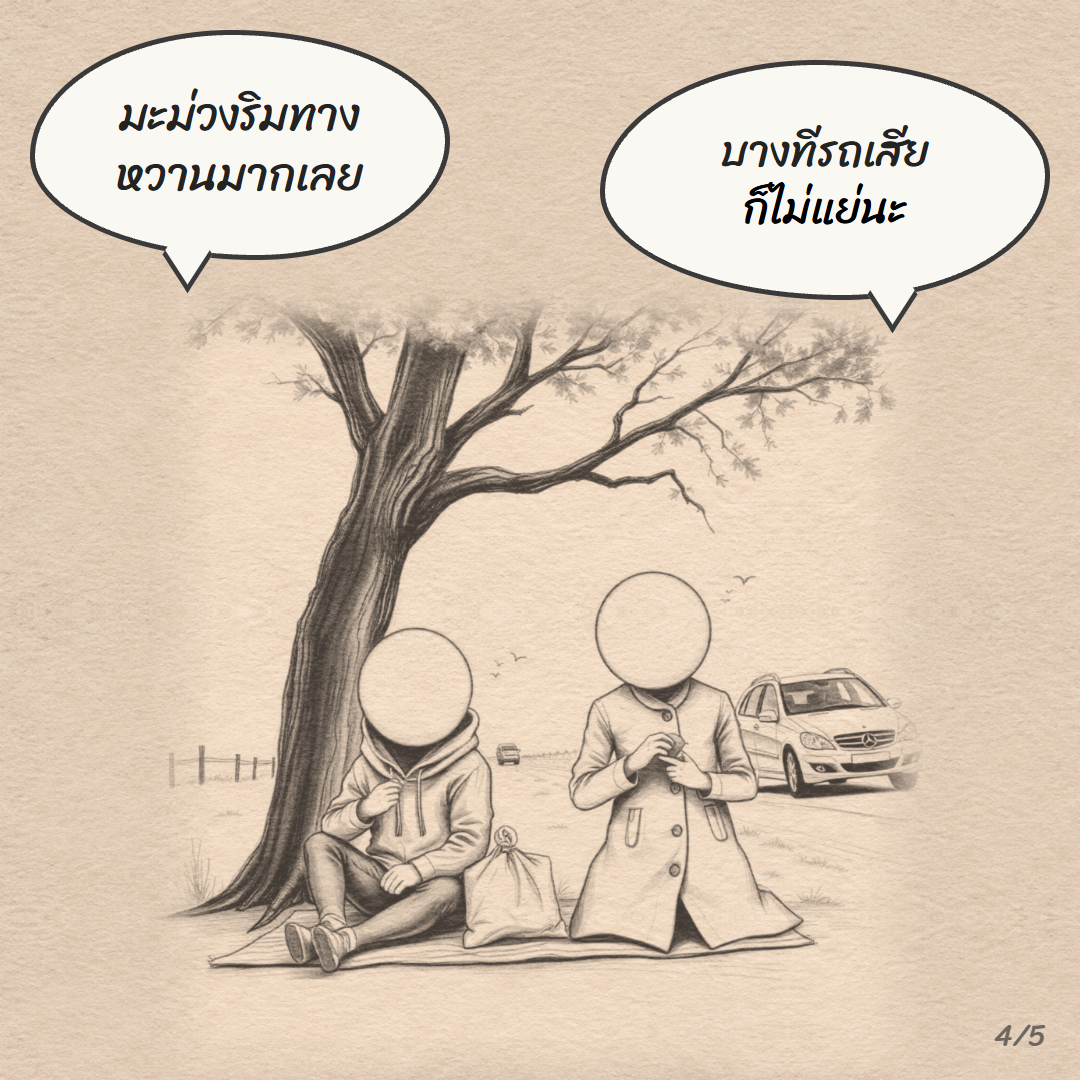 มะม่วงริมทาง
หวานมากเลย
บางทีรถเสีย
ก็ไม่แย่นะ
4/5